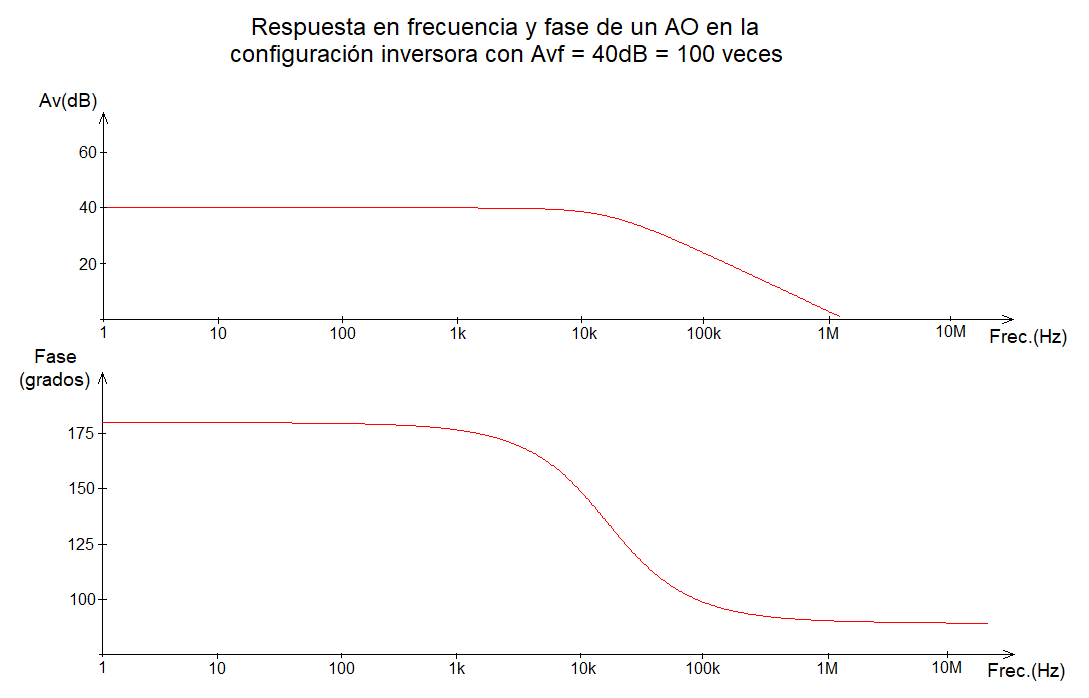 Respuesta en frecuencia y fase de un AO en la
configuración inversora con Avf = 40dB = 100 veces
Av(dB)
60
40
20
1 10 100 1k 10k 100k 1M 10M Frec.(Hz)
Fase
(grados)
175
150
125
100
1 10 100 1k 10k 100k 1M 10M Frec.(Hz)